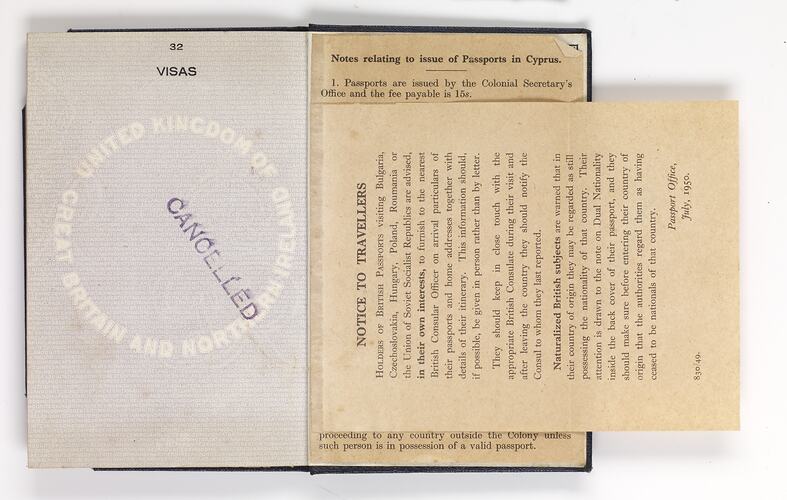 32
VISAS
UNITED KINGDOM OF
GREAT BRITAIN AND NORTHERN IRELAND
CANCELLED
Notes relating to issue of Passports in Cyprus.
1. Passports are issued by the Colonial Secretary's
Office and the fee payable is 15s.
NOTICE TO TRAVELLERS
HOLDERS OF BRITISH PASSPORTS visiting Bulgaria,
Czechoslovakia, Hungary, Poland, Roumania or
the Union of Soviet Socialist Republics are advised,
in their own interests, to furnish to the nearest
British Consular Officer on arrival particulars of
their passports and home addresses together with
details of their itinerary. This information should,
if possible, be given in person rather than by letter.
They should keep in close touch with the
appropriate British Consulate during their visit and
after leaving the country they should notify the
Consul to whom they last reported.
Naturalized British subjects are warned that in
their country of origin they may be regarded as still
possessing the nationality of that country. Their
attention is drawn to the note on Dual Nationality
inside the back cover of their passport, and they
should make sure before entering their country of
origin that the authorities regard them as having
ceased to be nationals of that country.
Passport Office,
July, 1950.
830/49.
proceeding to any country outside the Colony unless
such person is in possession of a valid passport.